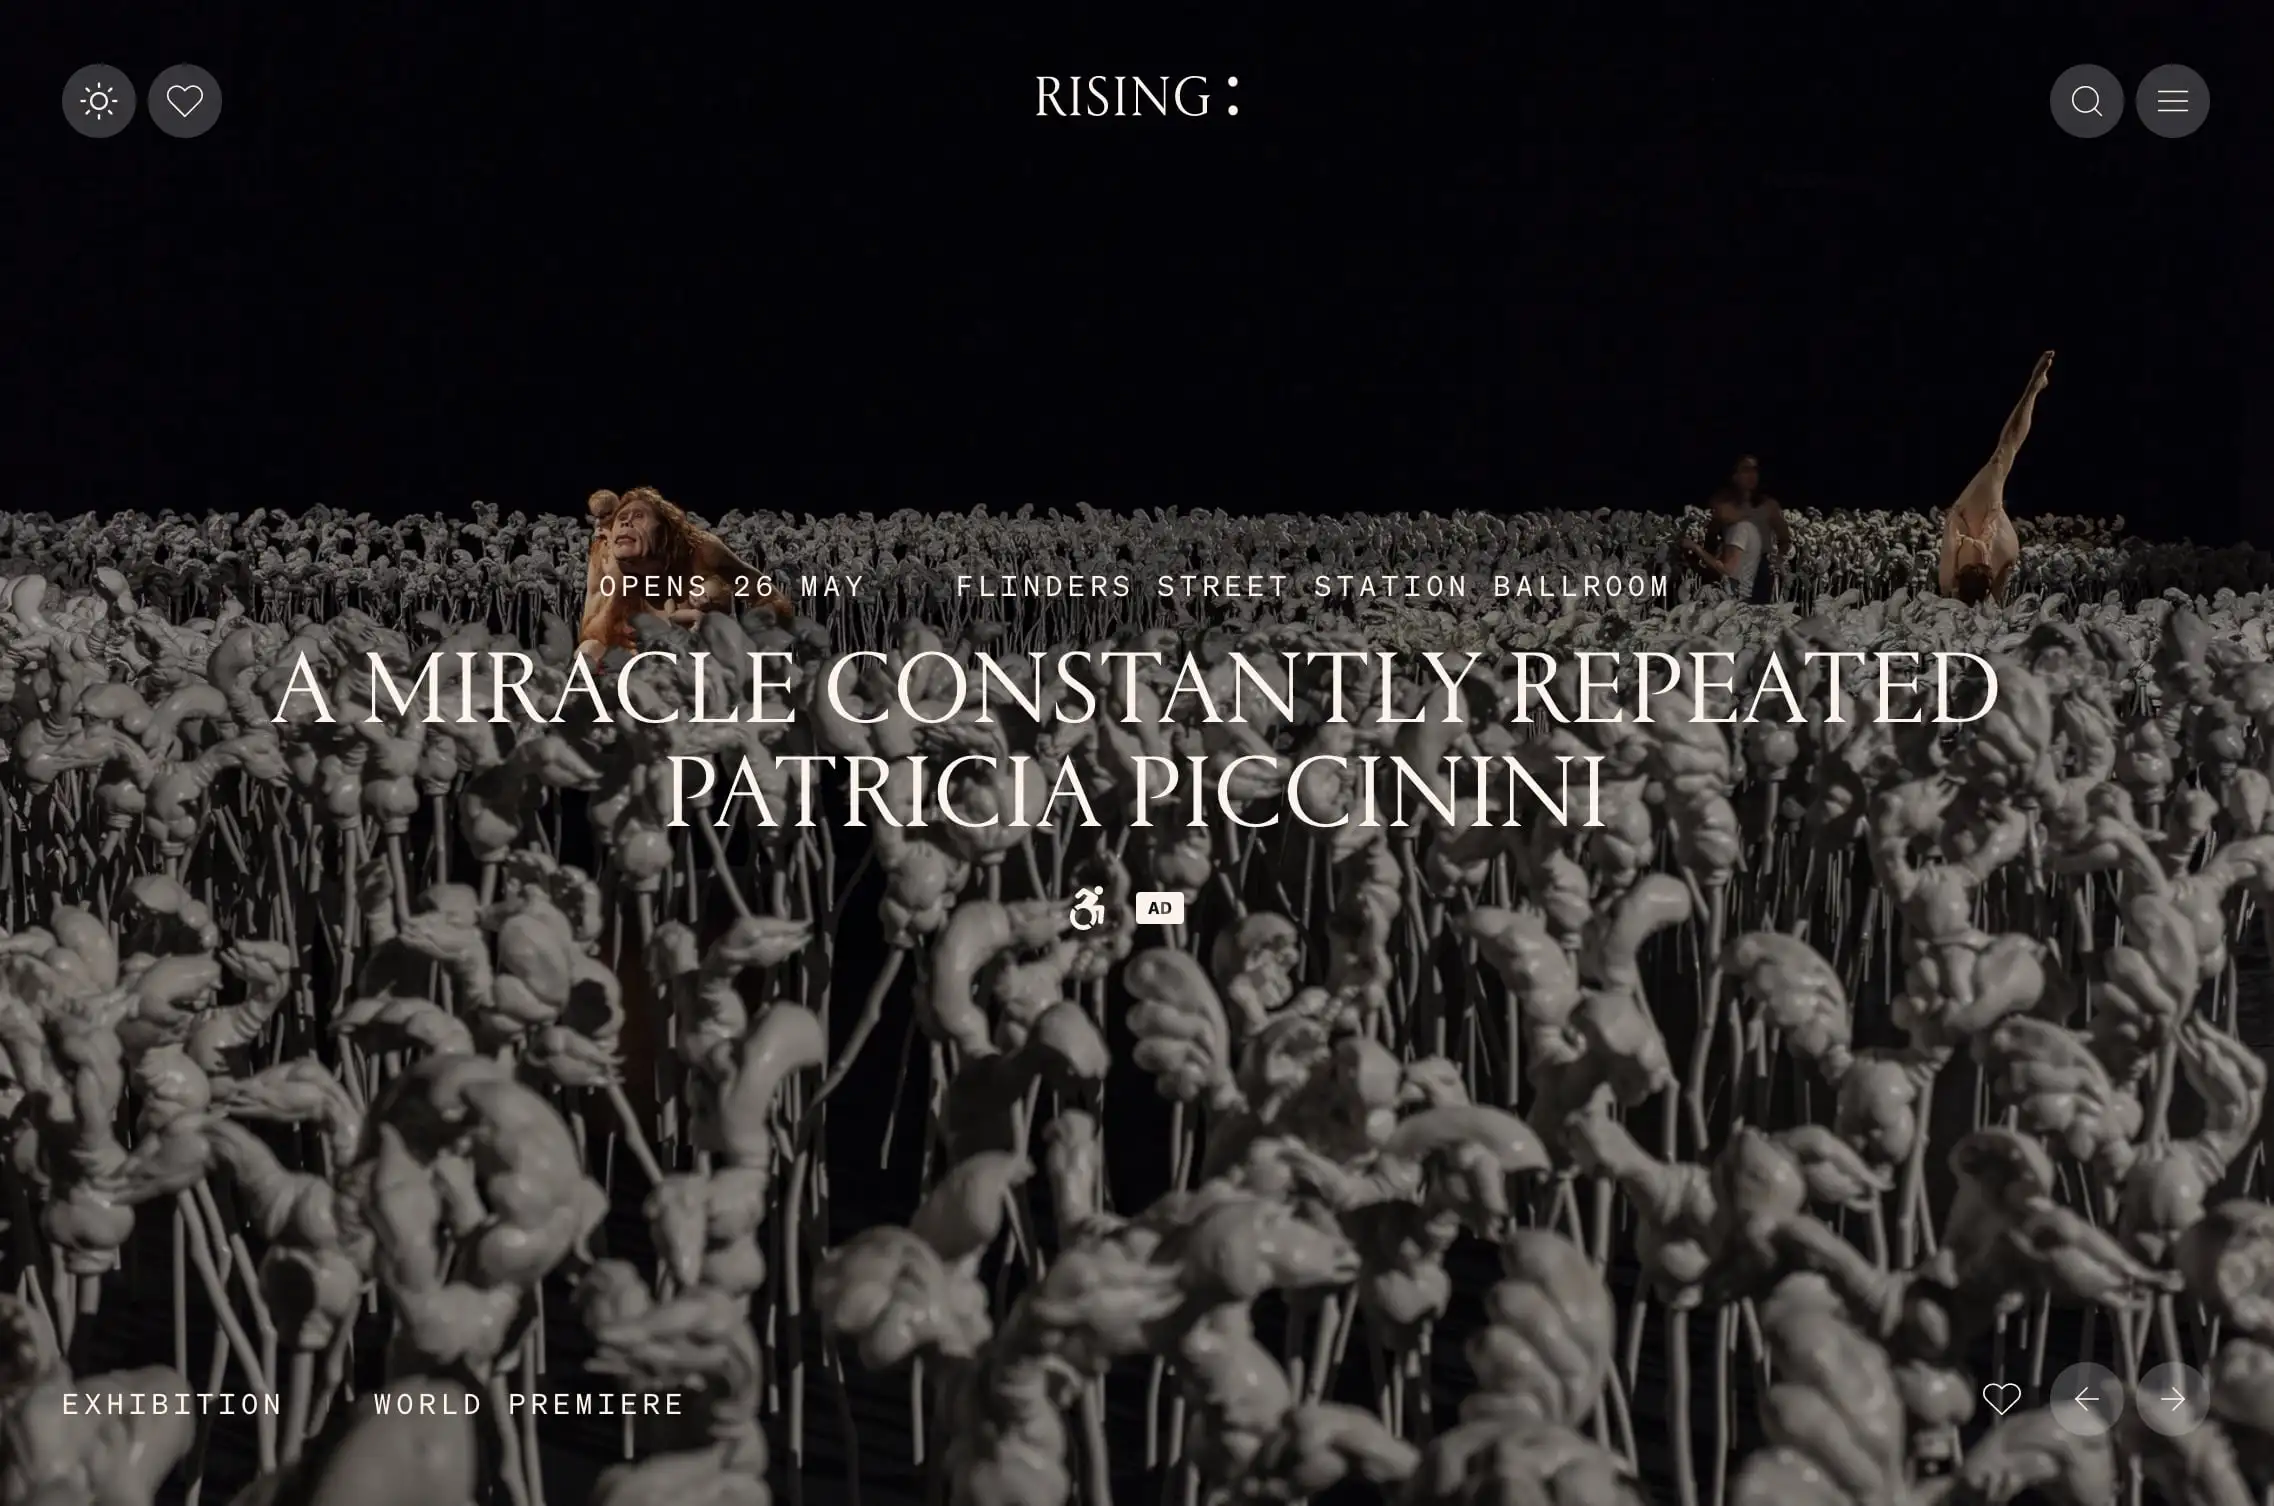 RISING :
OPENS 26 MAY FLINDERS STREET STATION BALLROOM
A MIRACLE CONSTANTLY REPEATED
PATRICIA PICCININI
AD
EXHIBITION WORLD PREMIERE